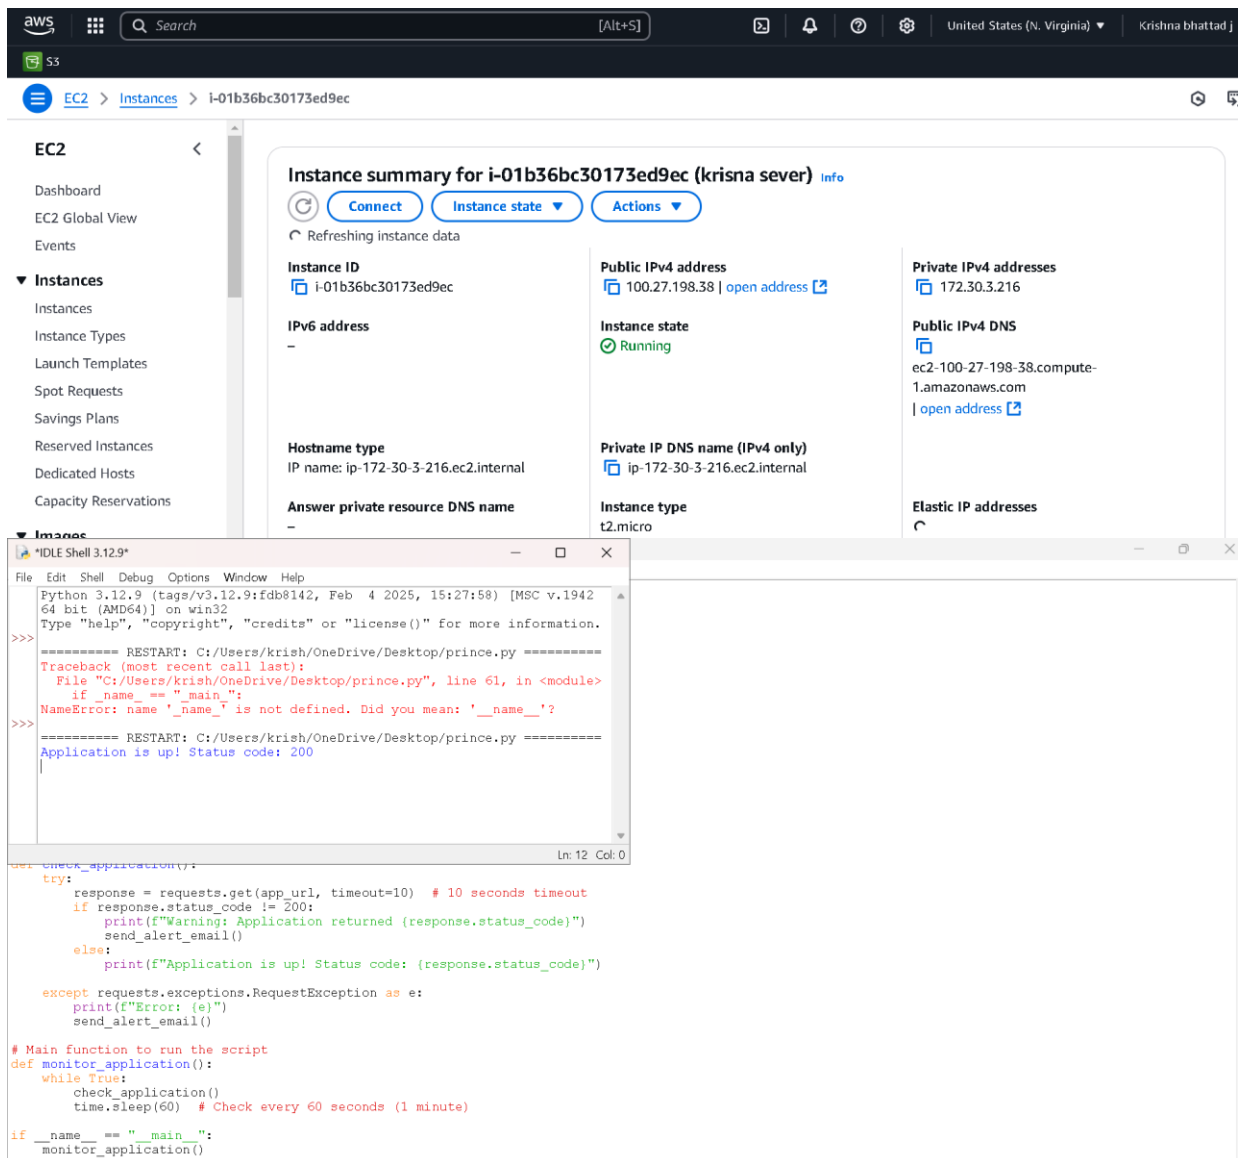 aws
Search [Alt+S] United States (N. Virginia) ▼ Krishna bhattad j
S3
EC2 > Instances > i-01b36bc30173ed9ec
EC2
Dashboard
EC2 Global View
Events
▼ Instances
Instances
Instance Types
Launch Templates
Spot Requests
Savings Plans
Reserved Instances
Dedicated Hosts
Capacity Reservations
▼ Images
Instance summary for i-01b36bc30173ed9ec (krisna sever) Info
Connect Instance state ▼ Actions ▼
Refreshing instance data
Instance ID
i-01b36bc30173ed9ec
Public IPv4 address
100.27.198.38 | open address
Private IPv4 addresses
172.30.3.216
IPv6 address
–
Instance state
Running
Public IPv4 DNS
ec2-100-27-198-38.compute-
1.amazonaws.com
| open address
Hostname type
IP name: ip-172-30-3-216.ec2.internal
Private IP DNS name (IPv4 only)
ip-172-30-3-216.ec2.internal
Answer private resource DNS name
–
Instance type
t2.micro
Elastic IP addresses
*IDLE Shell 3.12.9*
File Edit Shell Debug Options Window Help
Python 3.12.9 (tags/v3.12.9:fdb8142, Feb  4 2025, 15:27:58) [MSC v.1942
64 bit (AMD64)] on win32
Type "help", "copyright", "credits" or "license()" for more information.
>>>
========== RESTART: C:/Users/krish/OneDrive/Desktop/prince.py ==========
Traceback (most recent call last):
  File "C:/Users/krish/OneDrive/Desktop/prince.py", line 61, in <module>
    if _name_ == "_main_":
NameError: name '_name_' is not defined. Did you mean: '__name__'?
>>>
========== RESTART: C:/Users/krish/OneDrive/Desktop/prince.py ==========
Application is up! Status code: 200
Ln: 12 Col: 0
def check_application():
    try:
        response = requests.get(app_url, timeout=10)  # 10 seconds timeout
        if response.status_code != 200:
            print(f"Warning: Application returned {response.status_code}")
            send_alert_email()
        else:
            print(f"Application is up! Status code: {response.status_code}")
    except requests.exceptions.RequestException as e:
        print(f"Error: {e}")
        send_alert_email()
# Main function to run the script
def monitor_application():
    while True:
        check_application()
        time.sleep(60)  # Check every 60 seconds (1 minute)
if __name__ == "__main__":
    monitor_application()